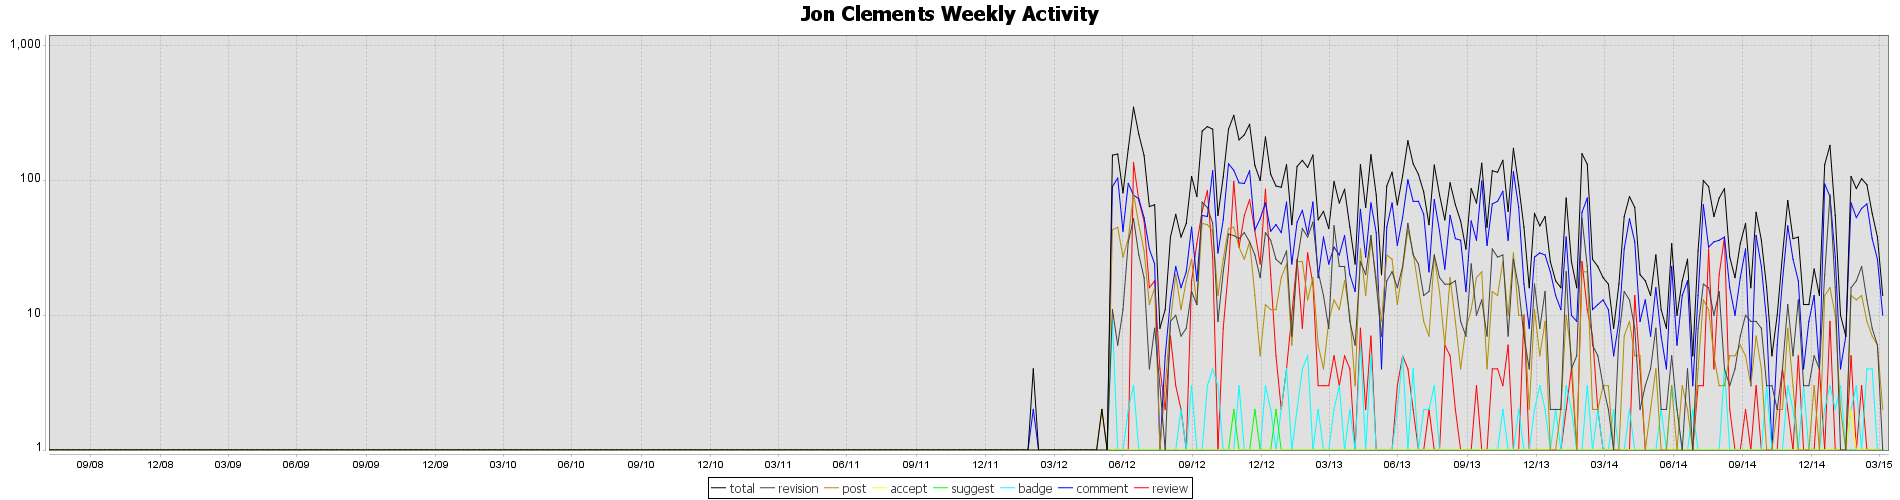 Jon Clements Weekly Activity
1,000
100
10
1
09/08 12/08 03/09 06/09 09/09 12/09 03/10 06/10 09/10 12/10 03/11 06/11 09/11 12/11 03/12 06/12 09/12 12/12 03/13 06/13 09/13 12/13 03/14 06/14 09/14 12/14 03/15
total revision post accept suggest badge comment review